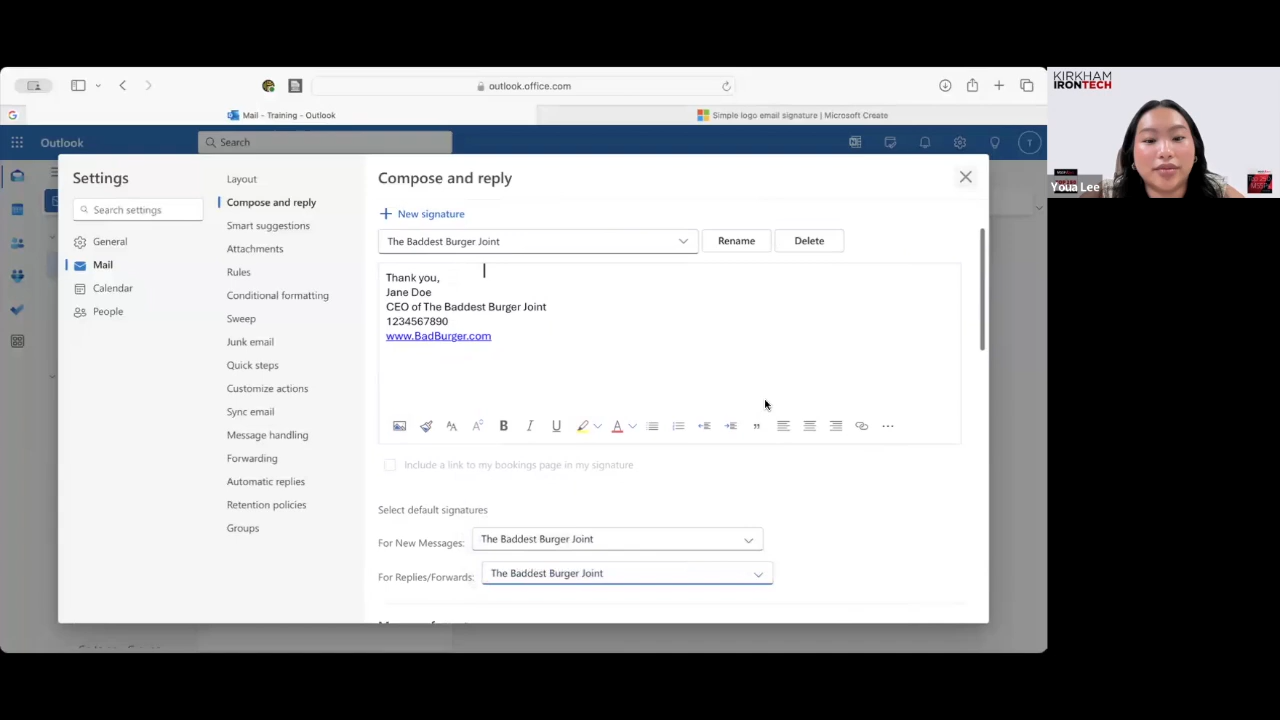 outlook.office.com
Mail - Training - Outlook
Simple logo email signature | Microsoft Create
Outlook
Search
T
KIRKHAM
IRONTECH
Youa Lee
Settings
Search settings
General
Mail
Calendar
People
Layout
Compose and reply
Smart suggestions
Attachments
Rules
Conditional formatting
Sweep
Junk email
Quick steps
Customize actions
Sync email
Message handling
Forwarding
Automatic replies
Retention policies
Groups
Compose and reply
New signature
The Baddest Burger Joint
Rename
Delete
Thank you,
Jane Doe
CEO of The Baddest Burger Joint
1234567890
www.BadBurger.com
Include a link to my bookings page in my signature
Select default signatures
For New Messages: The Baddest Burger Joint
For Replies/Forwards: The Baddest Burger Joint